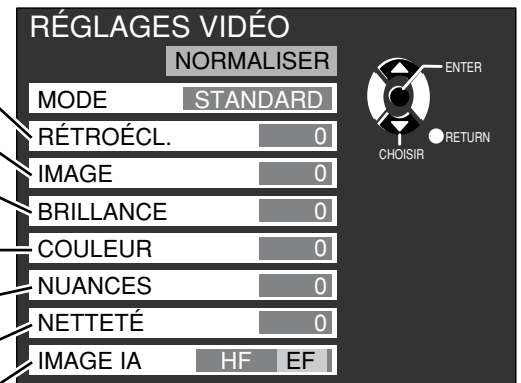 RÉGLAGES VIDÉO
NORMALISER
MODE STANDARD
RÉTROÉCL. 0
IMAGE 0
BRILLANCE 0
COULEUR 0
NUANCES 0
NETTETÉ 0
IMAGE IA HF EF
ENTER
RETURN
CHOISIR